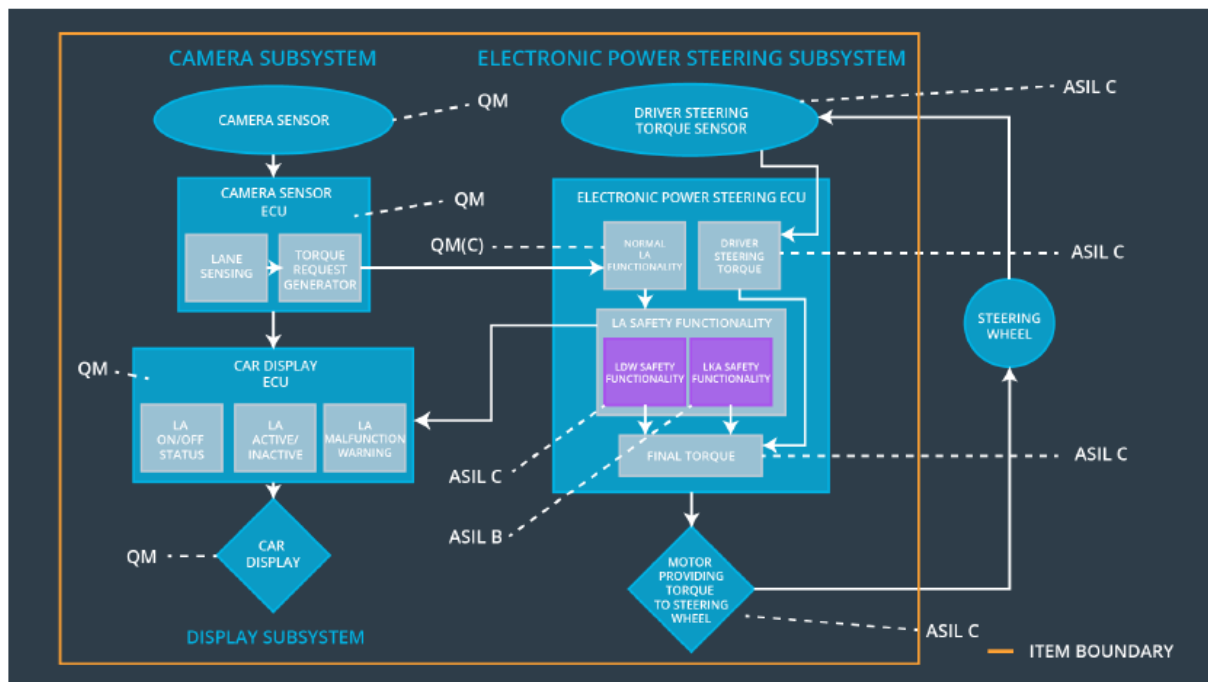 CAMERA SUBSYSTEM
ELECTRONIC POWER STEERING SUBSYSTEM
CAMERA SENSOR
QM
DRIVER STEERING
TORQUE SENSOR
ASIL C
CAMERA SENSOR
ECU
QM
LANE
SENSING
TORQUE
REQUEST
GENERATOR
ELECTRONIC POWER STEERING ECU
QM(C)
NORMAL
LA
FUNCTIONALITY
DRIVER
STEERING
TORQUE
ASIL C
STEERING
WHEEL
LA SAFETY FUNCTIONALITY
LDW SAFETY
FUNCTIONALITY
LKA SAFETY
FUNCTIONALITY
QM
CAR DISPLAY
ECU
LA
ON/OFF
STATUS
LA
ACTIVE/
INACTIVE
LA
MALFUNCTION
WARNING
FINAL TORQUE
ASIL C
ASIL C
ASIL B
QM
CAR
DISPLAY
MOTOR
PROVIDING
TORQUE
TO STEERING
WHEEL
ASIL C
DISPLAY SUBSYSTEM
ITEM BOUNDARY